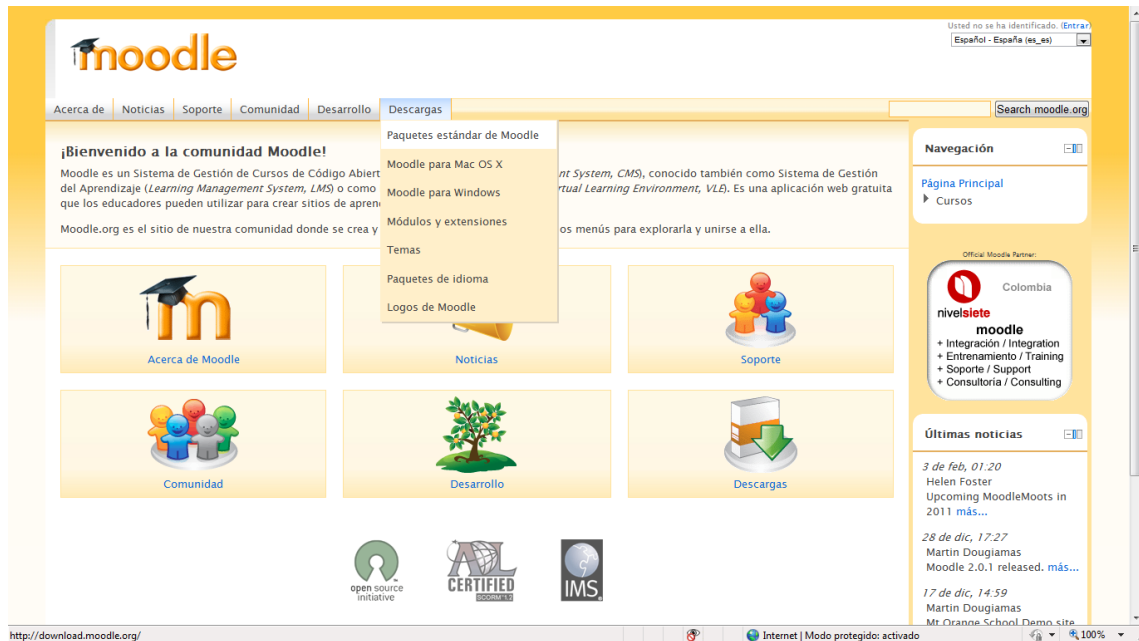 Usted no se ha identificado. (Entrar)
Español - España (es_es)
moodle
Acerca de
Noticias
Soporte
Comunidad
Desarrollo
Descargas
Search moodle.org
Paquetes estándar de Moodle
Moodle para Mac OS X
Moodle para Windows
Módulos y extensiones
Temas
Paquetes de idioma
Logos de Moodle
¡Bienvenido a la comunidad Moodle!
Moodle es un Sistema de Gestión de Cursos de Código Abiert nt System, CMS), conocido también como Sistema de Gestión
del Aprendizaje (Learning Management System, LMS) o como rtual Learning Environment, VLE). Es una aplicación web gratuita
que los educadores pueden utilizar para crear sitios de apren
Moodle.org es el sitio de nuestra comunidad donde se crea y os menús para explorarla y unirse a ella.
Acerca de Moodle
Noticias
Soporte
Comunidad
Desarrollo
Descargas
open source
initiative
ADL
CERTIFIED
SCORM 1.2
IMS
Navegación
Página Principal
Cursos
Official Moodle Partner:
Colombia
nivelsiete
moodle
+ Integración / Integration
+ Entrenamiento / Training
+ Soporte / Support
+ Consultoria / Consulting
Últimas noticias
3 de feb, 01:20
Helen Foster
Upcoming MoodleMoots in
2011 más...
28 de dic, 17:27
Martin Dougiamas
Moodle 2.0.1 released. más...
17 de dic, 14:59
Martin Dougiamas
Mt Orange School Demo site
http://download.moodle.org/
Internet | Modo protegido: activado
100%